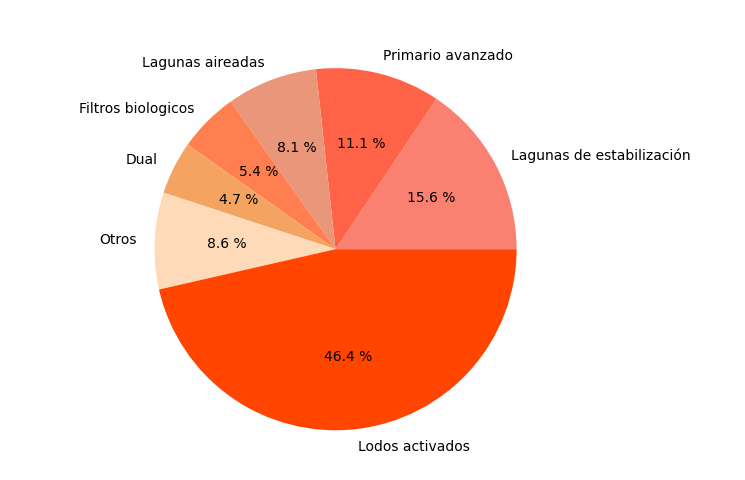 Primario avanzado
Lagunas aireadas
Filtros biologicos
11.1 %
8.1 %
Lagunas de estabilización
Dual
5.4 %
15.6 %
4.7 %
Otros
8.6 %
46.4 %
Lodos activados